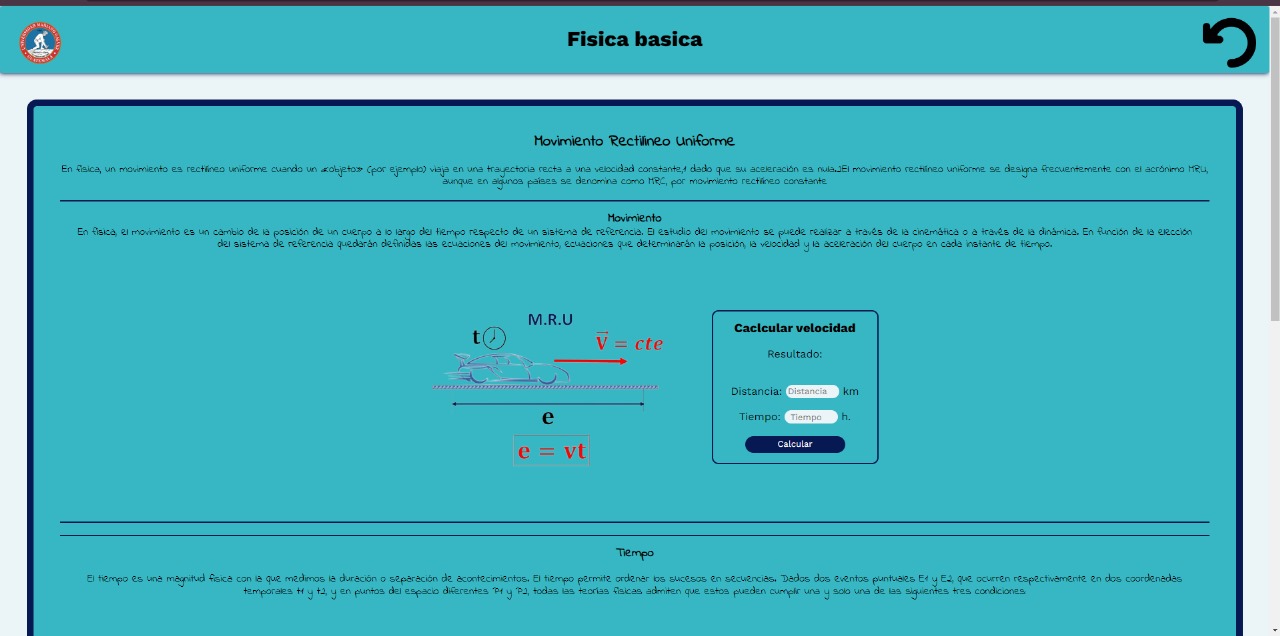 Fisica basica
Movimiento Rectilineo Uniforme
En física, un movimiento es rectilíneo uniforme cuando un «objeto» (por ejemplo) viaja en una trayectoria recta a una velocidad constante,1 dado que su aceleración es nula.2El movimiento rectilíneo uniforme se designa frecuentemente con el acrónimo MRU,
aunque en algunos países se denomina como MRC, por movimiento rectilíneo constante
Movimiento
En física, el movimiento es un cambio de la posición de un cuerpo a lo largo del tiempo respecto de un sistema de referencia. El estudio del movimiento se puede realizar a través de la cinemática o a través de la dinámica. En función de la elección
del sistema de referencia quedarán definidas las ecuaciones del movimiento, ecuaciones que determinarán la posición, la velocidad y la aceleración del cuerpo en cada instante de tiempo.
M.R.U
t
V = cte
e
e = vt
Caclcular velocidad
Resultado:
Distancia: Distancia km
Tiempo: Tiempo h.
Calcular
Tiempo
El tiempo es una magnitud física con la que medimos la duración o separación de acontecimientos. El tiempo permite ordenar los sucesos en secuencias. Dados dos eventos puntuales E1 y E2, que ocurren respectivamente en dos coordenadas
temporales t1 y t2, y en puntos del espacio diferentes P1 y P2, todas las teorías físicas admiten que estos pueden cumplir una y solo una de las siguientes tres condiciones